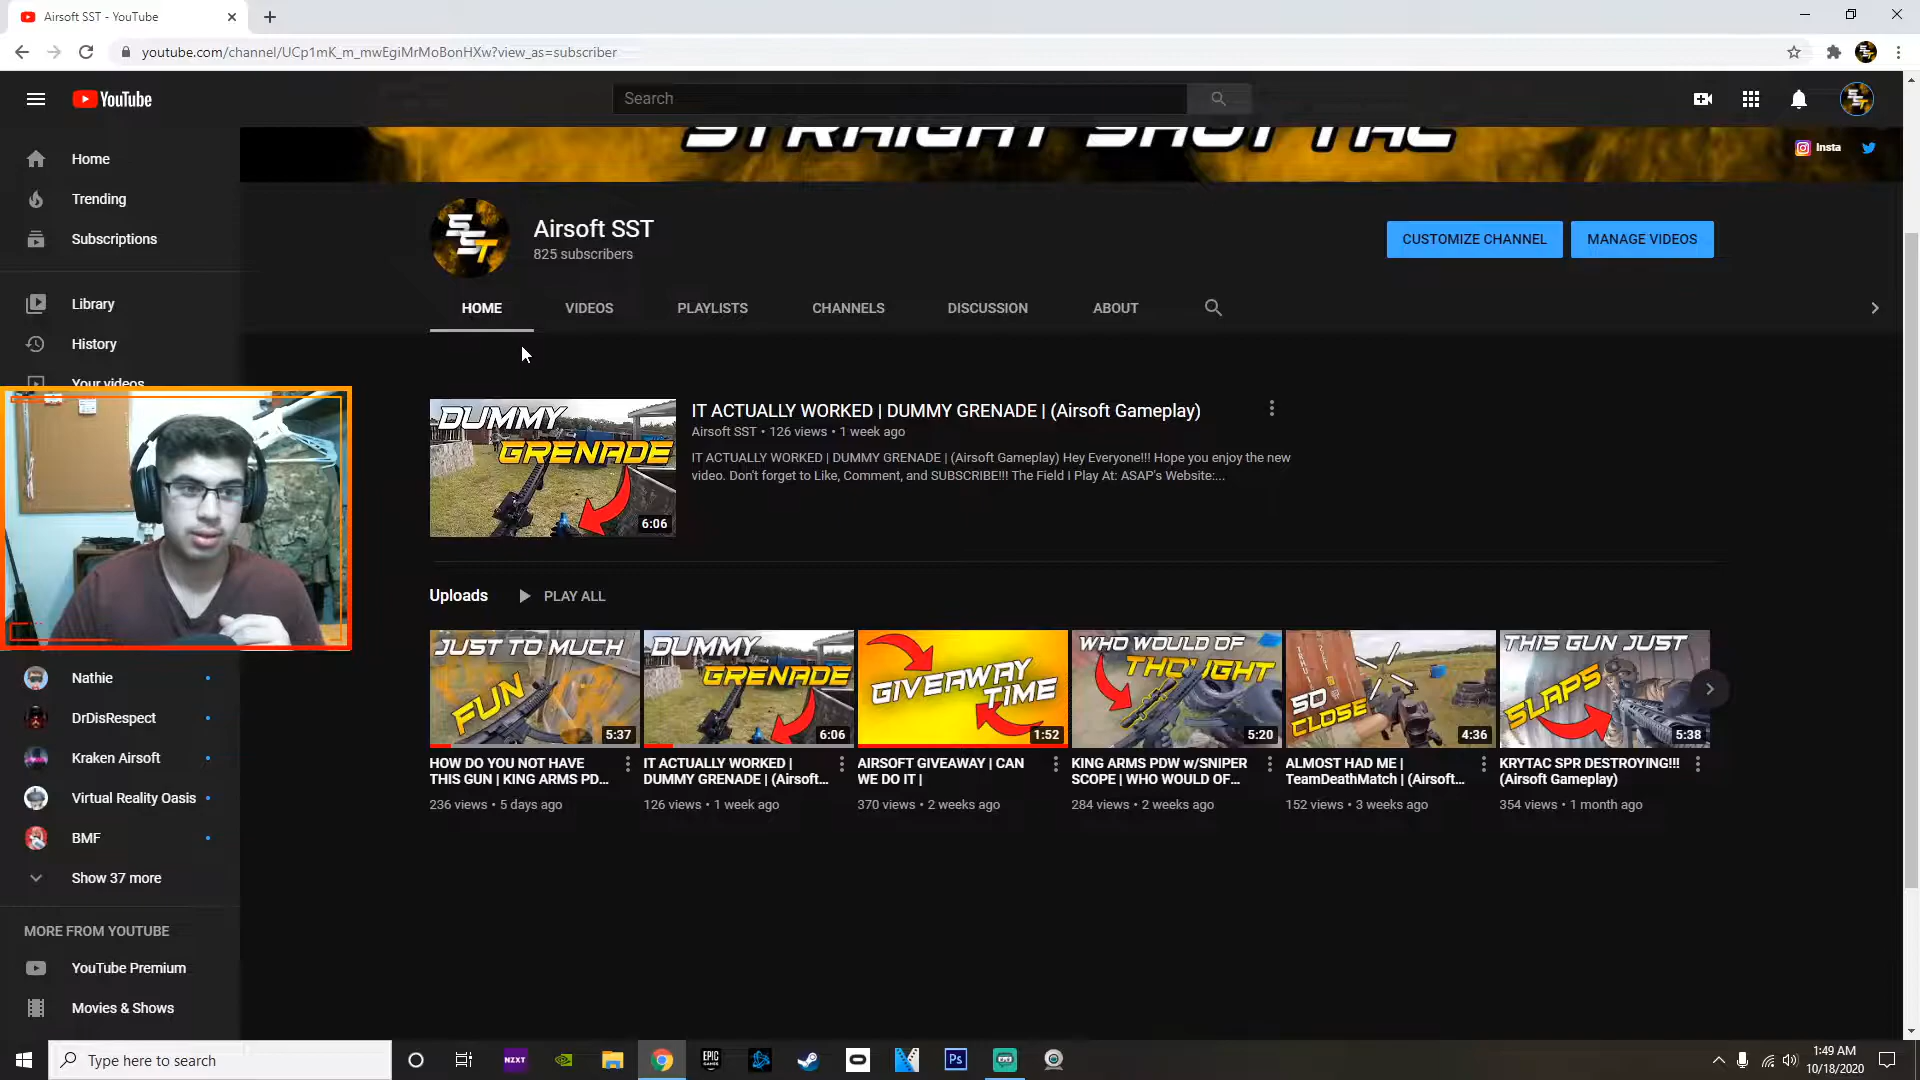 Airsoft SST - YouTube
youtube.com/channel/UCp1mK_m_mwEgiMrMoBonHXw?view_as=subscriber
YouTube
Search
STRAIGHT SHOT TAC
Insta
Home
Trending
Subscriptions
Library
History
Your videos
Airsoft SST
825 subscribers
CUSTOMIZE CHANNEL
MANAGE VIDEOS
HOME
VIDEOS
PLAYLISTS
CHANNELS
DISCUSSION
ABOUT
DUMMY
GRENADE
6:06
IT ACTUALLY WORKED | DUMMY GRENADE | (Airsoft Gameplay)
Airsoft SST • 126 views • 1 week ago
IT ACTUALLY WORKED | DUMMY GRENADE | (Airsoft Gameplay) Hey Everyone!!! Hope you enjoy the new
video. Don't forget to Like, Comment, and SUBSCRIBE!!! The Field I Play At: ASAP's Website:...
Uploads
PLAY ALL
JUST TO MUCH
FUN
5:37
HOW DO YOU NOT HAVE
THIS GUN | KING ARMS PD...
236 views • 5 days ago
DUMMY
GRENADE
6:06
IT ACTUALLY WORKED |
DUMMY GRENADE | (Airsoft...
126 views • 1 week ago
GIVEAWAY
TIME
1:52
AIRSOFT GIVEAWAY | CAN
WE DO IT |
370 views • 2 weeks ago
WHO WOULD OF
THOUGHT
5:20
KING ARMS PDW w/SNIPER
SCOPE | WHO WOULD OF...
284 views • 2 weeks ago
SO
CLOSE
4:36
ALMOST HAD ME |
TeamDeathMatch | (Airsoft...
152 views • 3 weeks ago
THIS GUN JUST
SLAPS
5:38
KRYTAC SPR DESTROYING!!!
(Airsoft Gameplay)
354 views • 1 month ago
Nathie
DrDisRespect
Kraken Airsoft
Virtual Reality Oasis
BMF
Show 37 more
MORE FROM YOUTUBE
YouTube Premium
Movies & Shows
Type here to search
NZXT
EPIC
GAMES
Ps
1:49 AM
10/18/2020